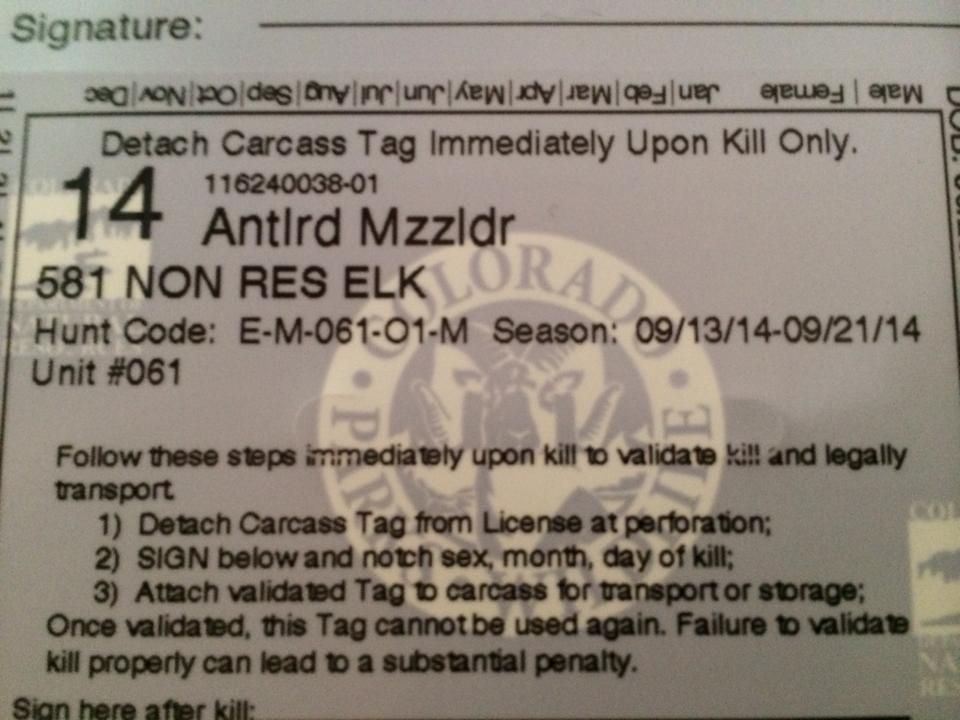 Signature:
Male | Female Jan|Feb|Mar|Apr|May|Jun|Jul|Aug|Sep|Oct|Nov|Dec
Detach Carcass Tag Immediately Upon Kill Only.
14 116240038-01
Antlrd Mzzldr
581 NON RES ELK
Hunt Code: E-M-061-O1-M Season: 09/13/14-09/21/14
Unit #061
Follow these steps immediately upon kill to validate kill and legally
transport.
1) Detach Carcass Tag from License at perforation;
2) SIGN below and notch sex, month, day of kill;
3) Attach validated Tag to carcass for transport or storage;
Once validated, this Tag cannot be used again. Failure to validate
kill properly can lead to a substantial penalty.
Sign here after kill:
COLORADO
PARKS
WILDLIFE
DOB: